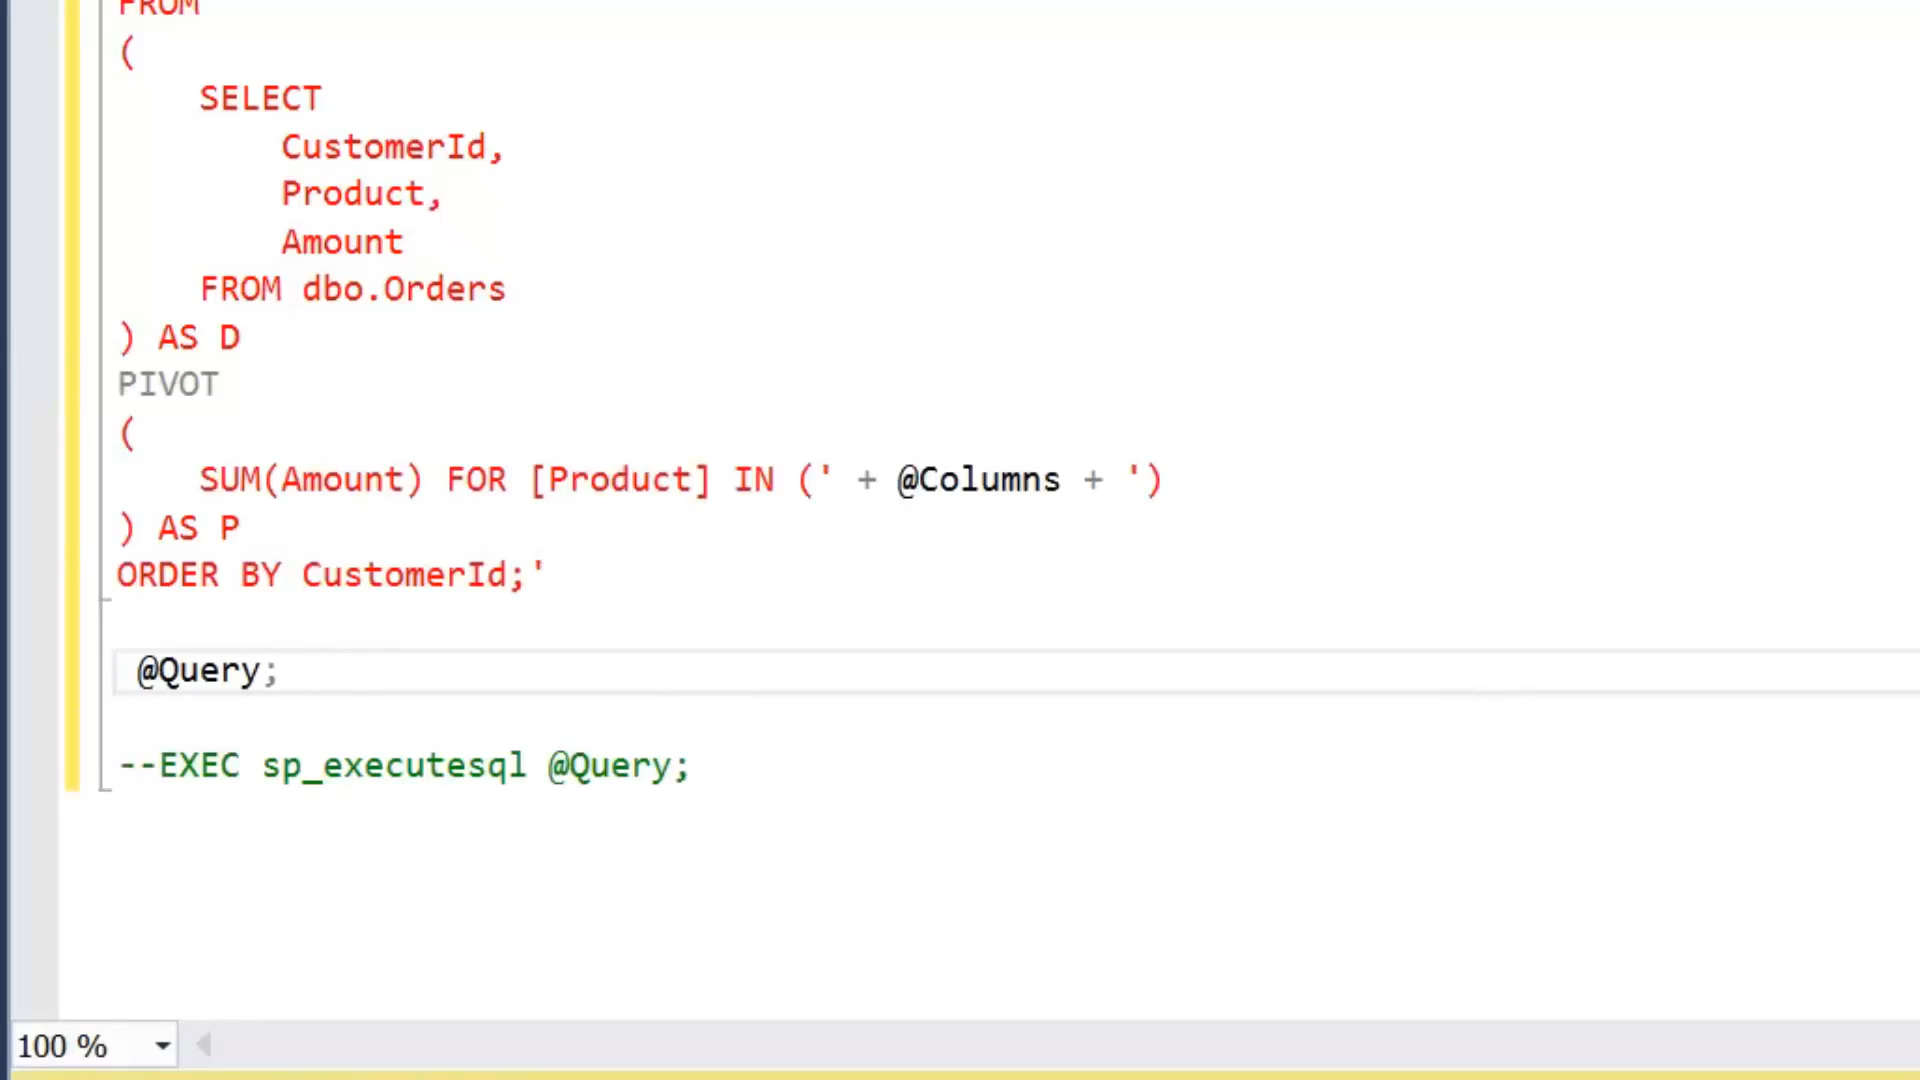 FROM
(
SELECT
CustomerId,
Product,
Amount
FROM dbo.Orders
) AS D
PIVOT
(
SUM(Amount) FOR [Product] IN (' + @Columns + ')
) AS P
ORDER BY CustomerId;'
@Query;
--EXEC sp_executesql @Query;
100 %